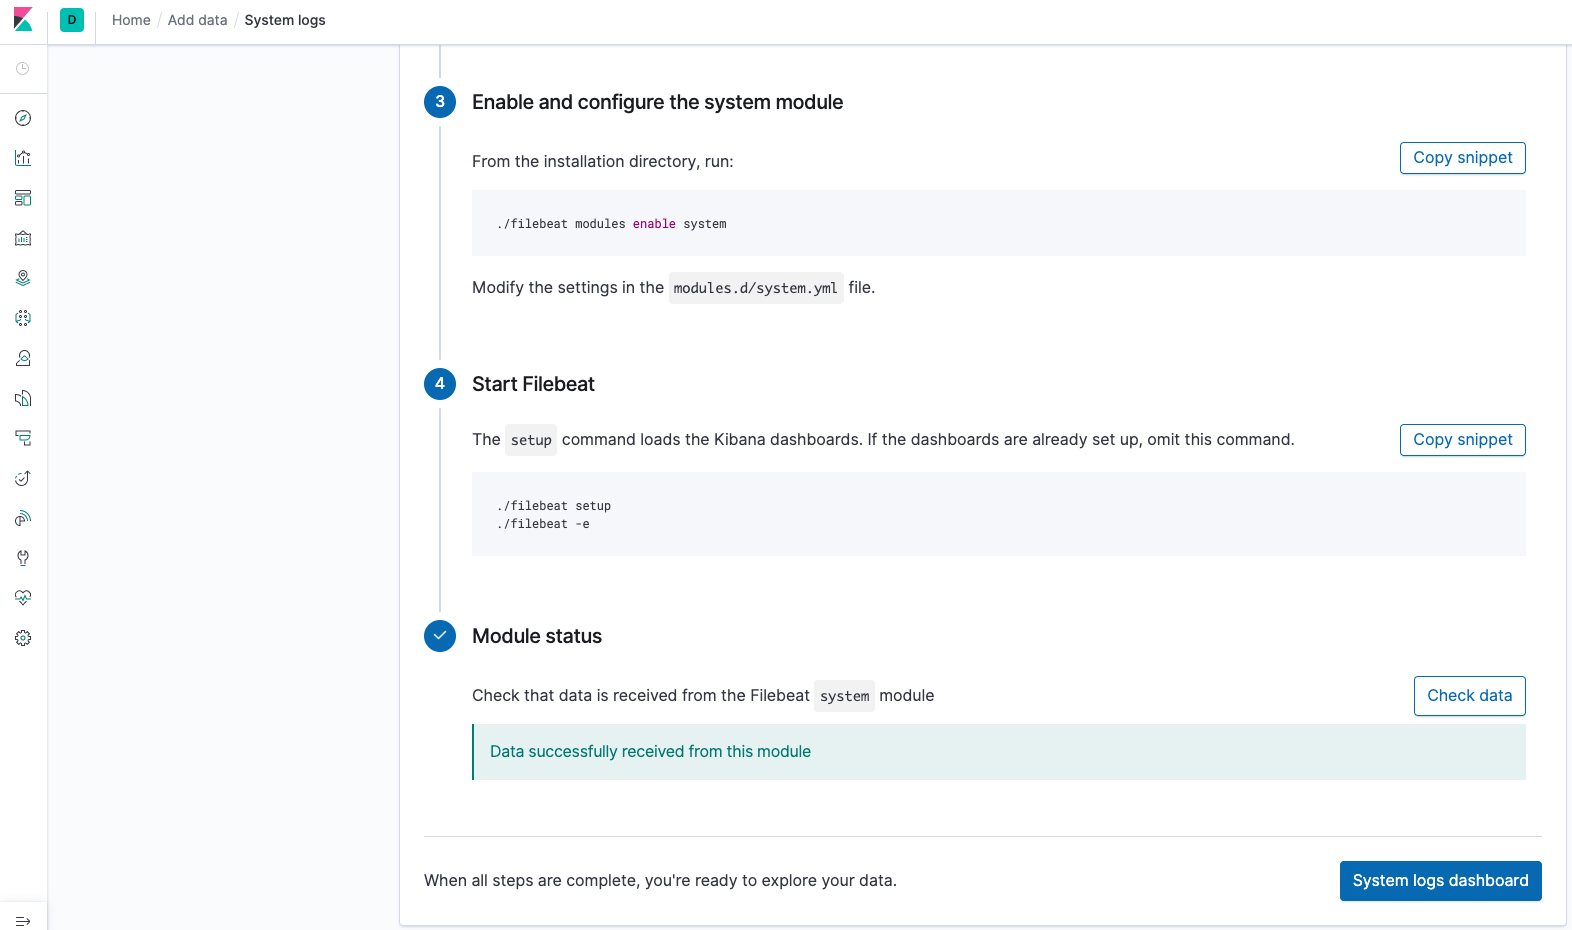 D
Home / Add data / System logs
3
Enable and configure the system module
From the installation directory, run:
Copy snippet
./filebeat modules enable system
Modify the settings in the modules.d/system.yml file.
4
Start Filebeat
The setup command loads the Kibana dashboards. If the dashboards are already set up, omit this command.
Copy snippet
./filebeat setup
./filebeat -e
Module status
Check that data is received from the Filebeat system module
Check data
Data successfully received from this module
When all steps are complete, you're ready to explore your data.
System logs dashboard